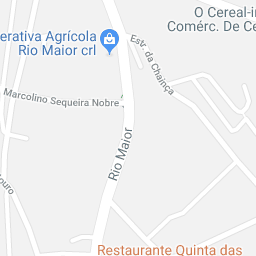 O Cereal-in
Comérc. De Ce
erativa Agrícola
Rio Maior crl
Estr. da Chainça
Marcolino Sequeira Nobre
Rio Maior
ouro
Restaurante Quinta das